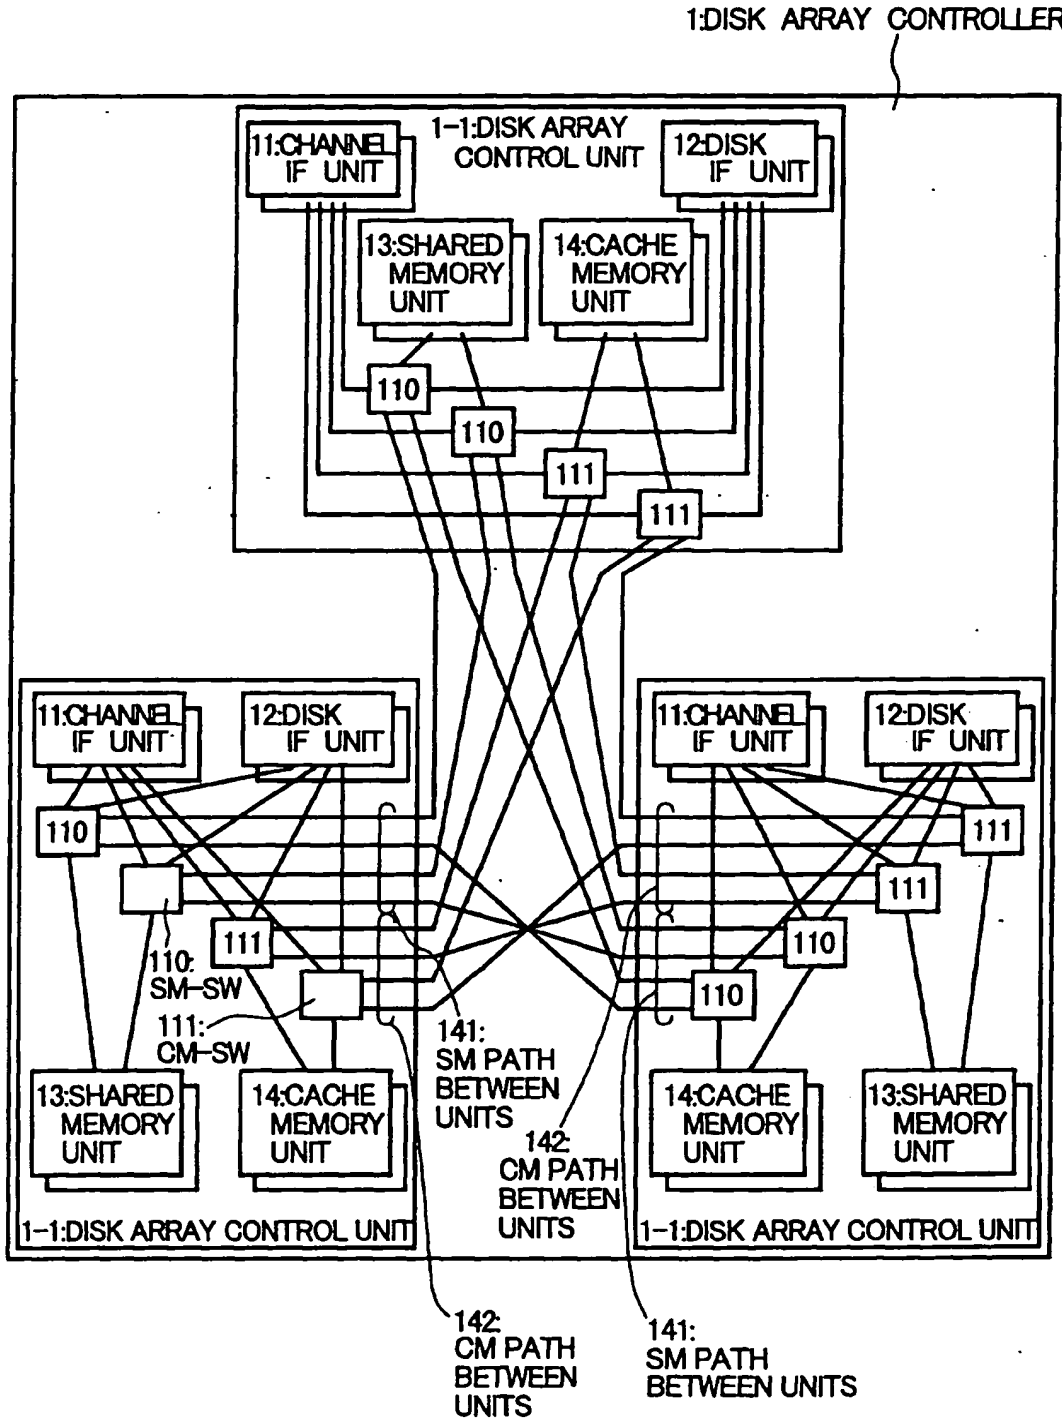 1:DISK ARRAY CONTROLLER
1-1:DISK ARRAY
CONTROL UNIT
11:CHANNEL
IF UNIT
12:DISK
IF UNIT
13:SHARED
MEMORY
UNIT
14:CACHE
MEMORY
UNIT
110
110
111
111
11:CHANNEL
IF UNIT
12:DISK
IF UNIT
110
111
110:
SM-SW
111:
CM-SW
13:SHARED
MEMORY
UNIT
14:CACHE
MEMORY
UNIT
1-1:DISK ARRAY CONTROL UNIT
141:
SM PATH
BETWEEN
UNITS
142:
CM PATH
BETWEEN
UNITS
11:CHANNEL
IF UNIT
12:DISK
IF UNIT
111
111
110
110
14:CACHE
MEMORY
UNIT
13:SHARED
MEMORY
UNIT
1-1:DISK ARRAY CONTROL UNIT
142:
CM PATH
BETWEEN
UNITS
141:
SM PATH
BETWEEN UNITS